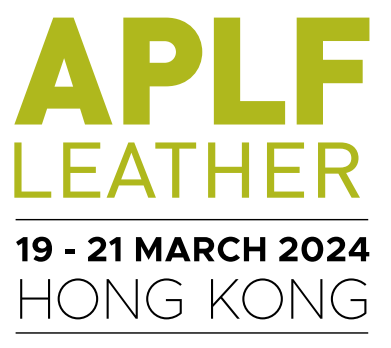 APLF
LEATHER
19 - 21 MARCH 2024
HONG KONG